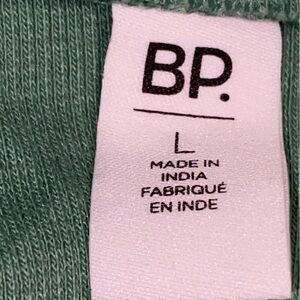 BP.
L
MADE IN
INDIA
FABRIQUÉ
EN INDE